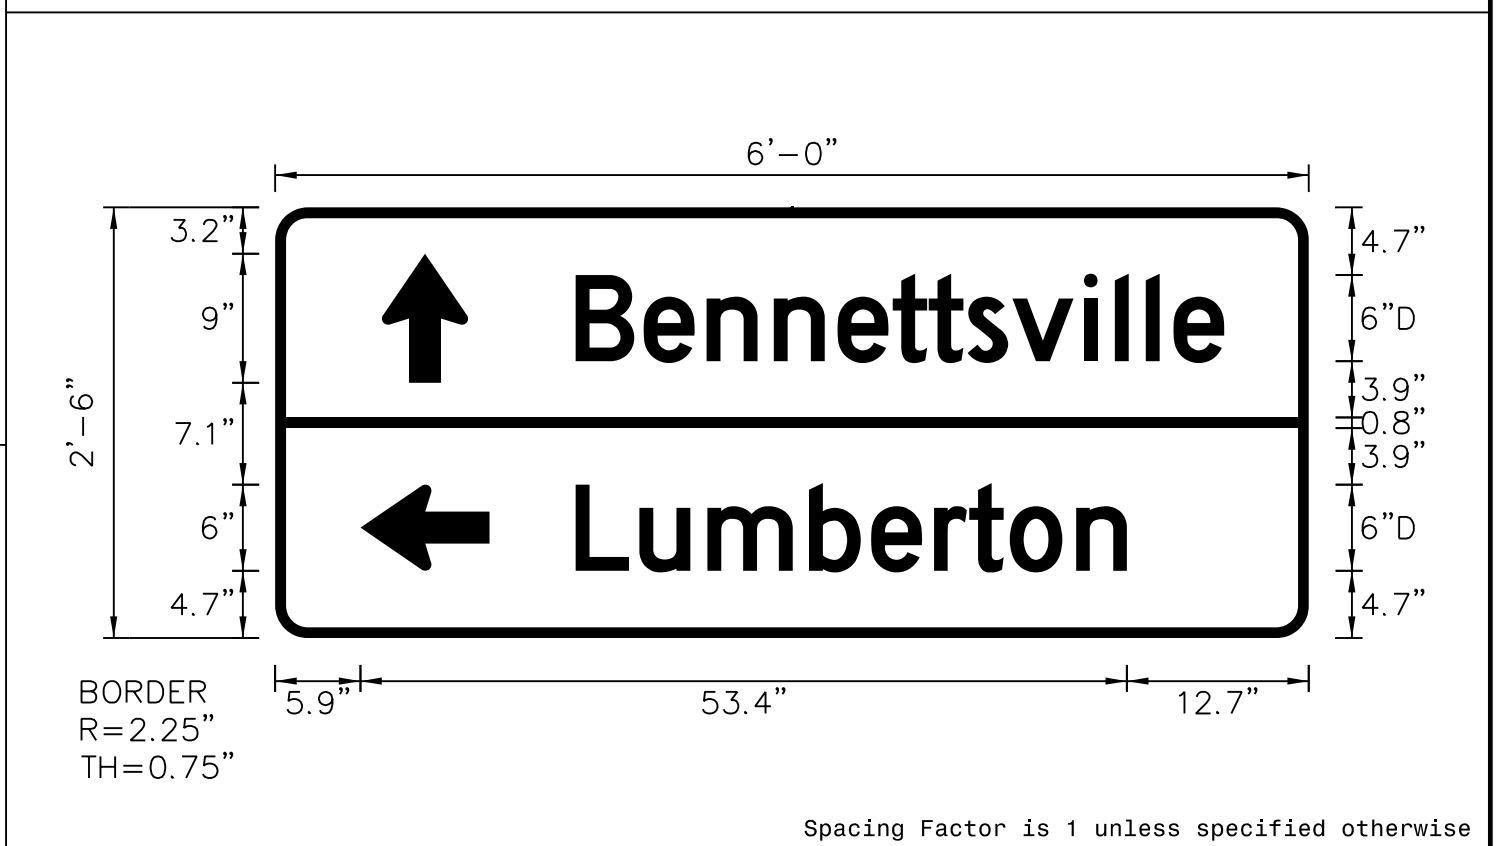 6'-0"
3.2"
4.7"
9"
Bennettsville
6"D
2'-6"
3.9"
7.1"
0.8"
3.9"
6"
Lumberton
6"D
4.7"
4.7"
5.9"
53.4"
12.7"
BORDER
R=2.25"
TH=0.75"
Spacing Factor is 1 unless specified otherwise